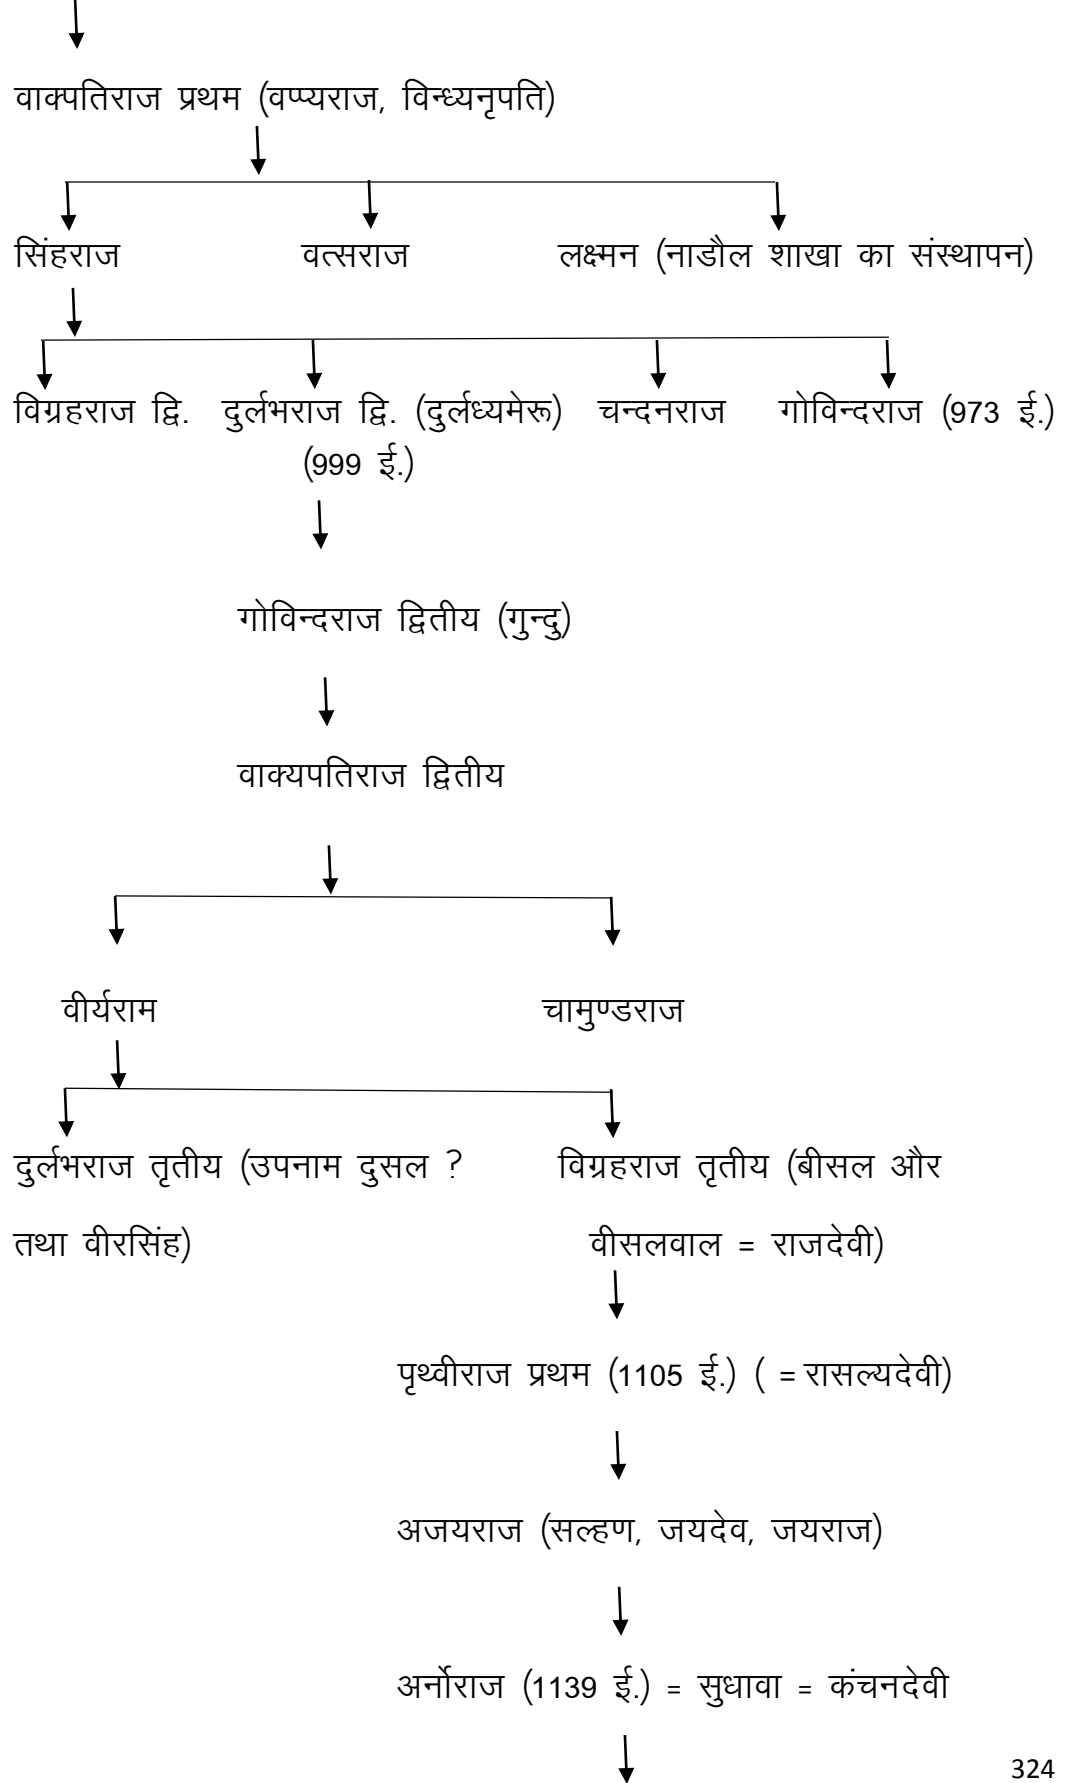 वाक्पतिराज प्रथम (वप्प्यराज, विन्ध्यनृपति)
सिंहराज वत्सराज लक्ष्मन (नाडौल शाखा का संस्थापन)
विग्रहराज द्वि. दुर्लभराज द्वि. (दुर्लध्यमेरू) चन्दनराज गोविन्दराज (973 ई.)
(999 ई.)
गोविन्दराज द्वितीय (गुन्दु)
वाक्यपतिराज द्वितीय
वीर्यराम चामुण्डराज
दुर्लभराज तृतीय (उपनाम दुसल ? विग्रहराज तृतीय (बीसल और
तथा वीरसिंह) वीसलवाल = राजदेवी)
पृथ्वीराज प्रथम (1105 ई.) ( = रासल्यदेवी)
अजयराज (सल्हण, जयदेव, जयराज)
अर्नोराज (1139 ई.) = सुधावा = कंचनदेवी
324